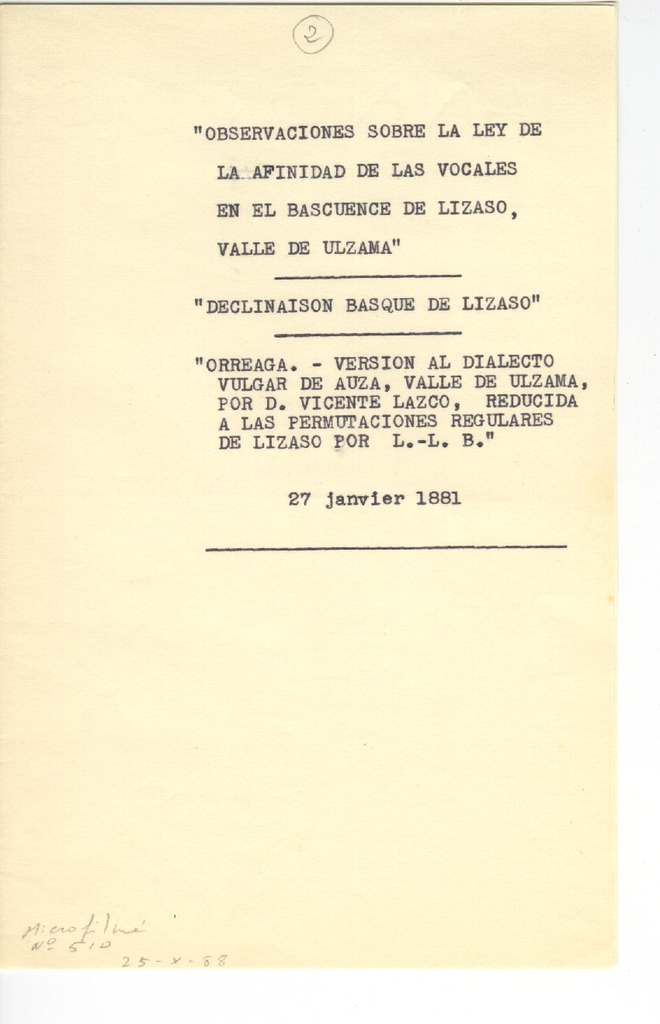 2
"OBSERVACIONES SOBRE LA LEY DE
LA AFINIDAD DE LAS VOCALES
EN EL BASCUENCE DE LIZASO,
VALLE DE ULZAMA"
"DECLINAISON BASQUE DE LIZASO"
"ORREAGA. - VERSION AL DIALECTO
VULGAR DE AUZA, VALLE DE ULZAMA,
POR D. VICENTE LAZCO, REDUCIDA
A LAS PERMUTACIONES REGULARES
DE LIZASO POR L.-L. B."
27 janvier 1881
Microfilmé
Nº 510
25-X-88